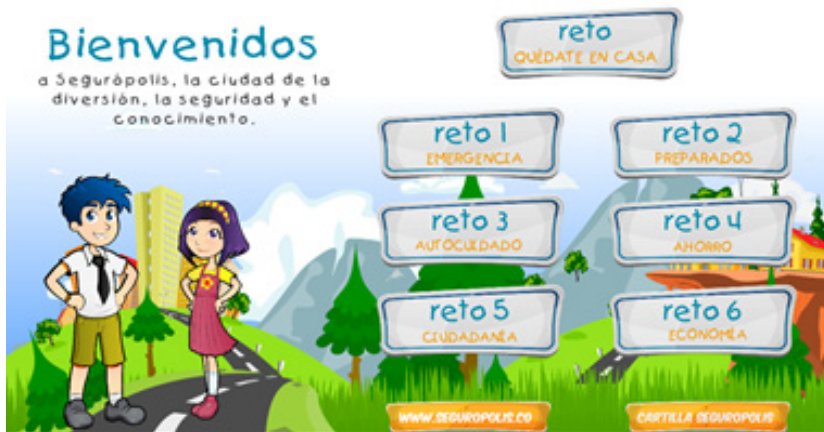 Bienvenidos
a Segurópolis, la ciudad de la
diversión, la seguridad y el
conocimiento.
reto
QUÉDATE EN CASA
reto 1
EMERGENCIA
reto 2
PREPARADOS
reto 3
AUTOCUIDADO
reto 4
AHORRO
reto 5
CIUDADANÍA
reto 6
ECONOMÍA
WWW.SEGUROPOLIS.CO
CARTILLA SEGUROPOLIS